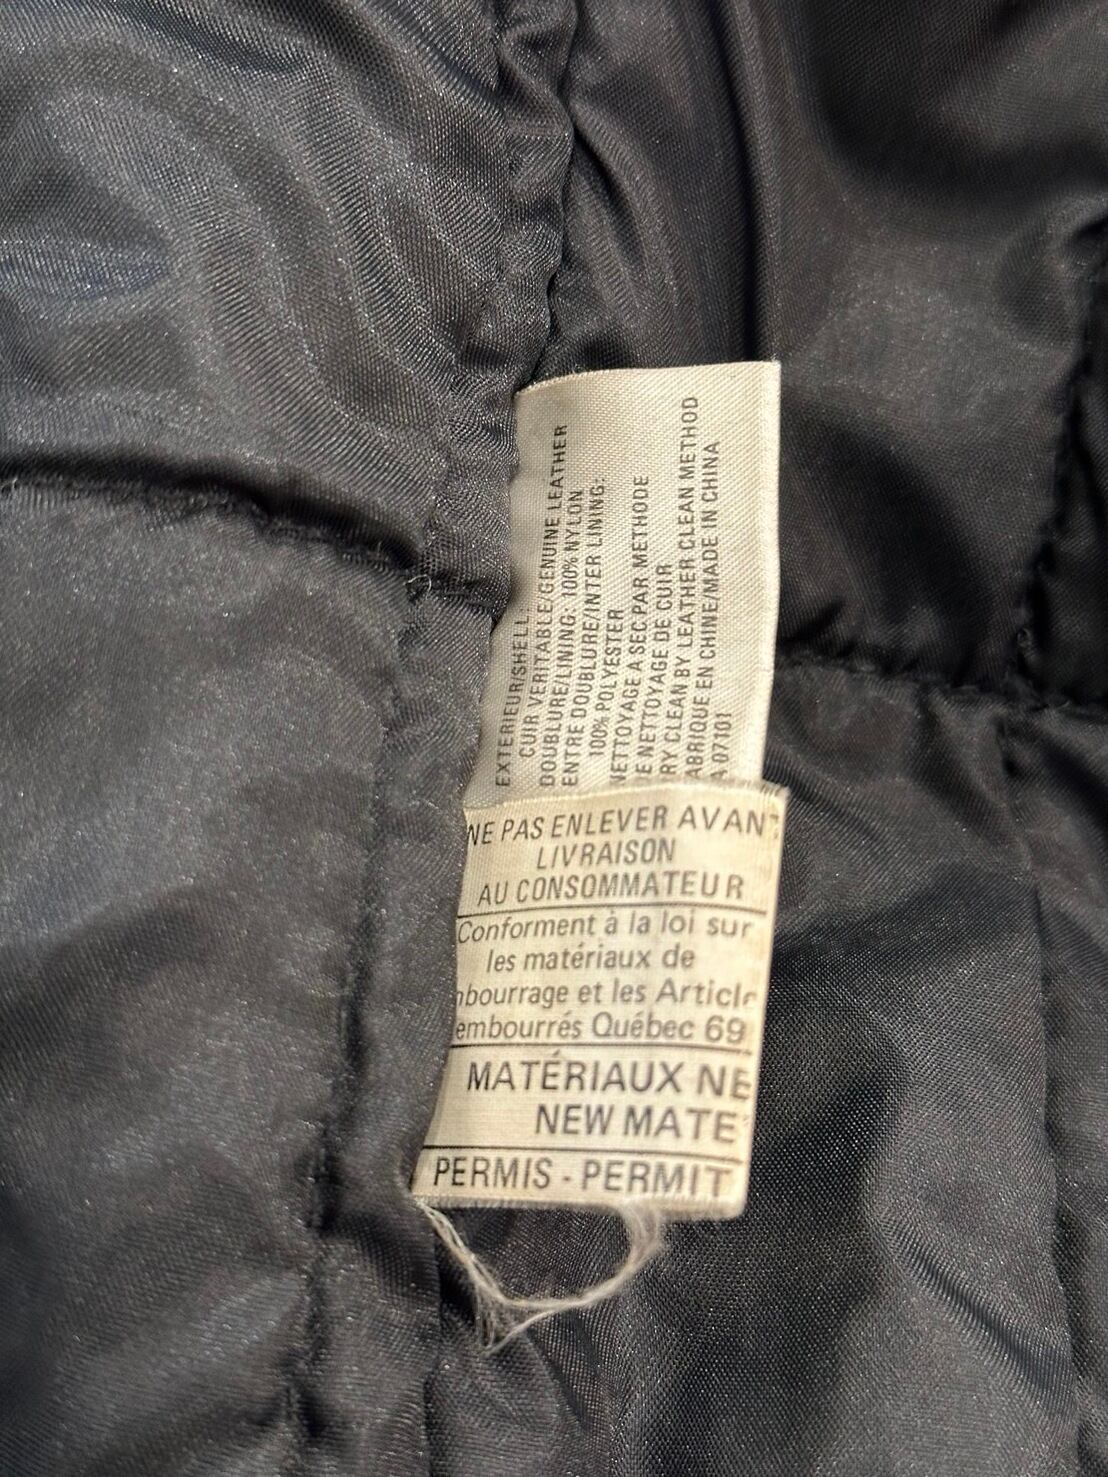 EXTERIEUR/SHELL:
CUIR VERITABLE/GENUINE LEATHER
DOUBLURE/LINING: 100% NYLON
ENTRE DOUBLURE/INTER LINING:
100% POLYESTER
NETTOYAGE A SEC PAR METHODE
DE NETTOYAGE DE CUIR
RY CLEAN BY LEATHER CLEAN METHOD
ABRIQUE EN CHINE/MADE IN CHINA
A 07101
NE PAS ENLEVER AVANT
LIVRAISON
AU CONSOMMATEUR
Conforment à la loi sur
les matériaux de
bourrage et les Article
embourrés Québec 69
MATÉRIAUX NE
NEW MATE
PERMIS - PERMIT